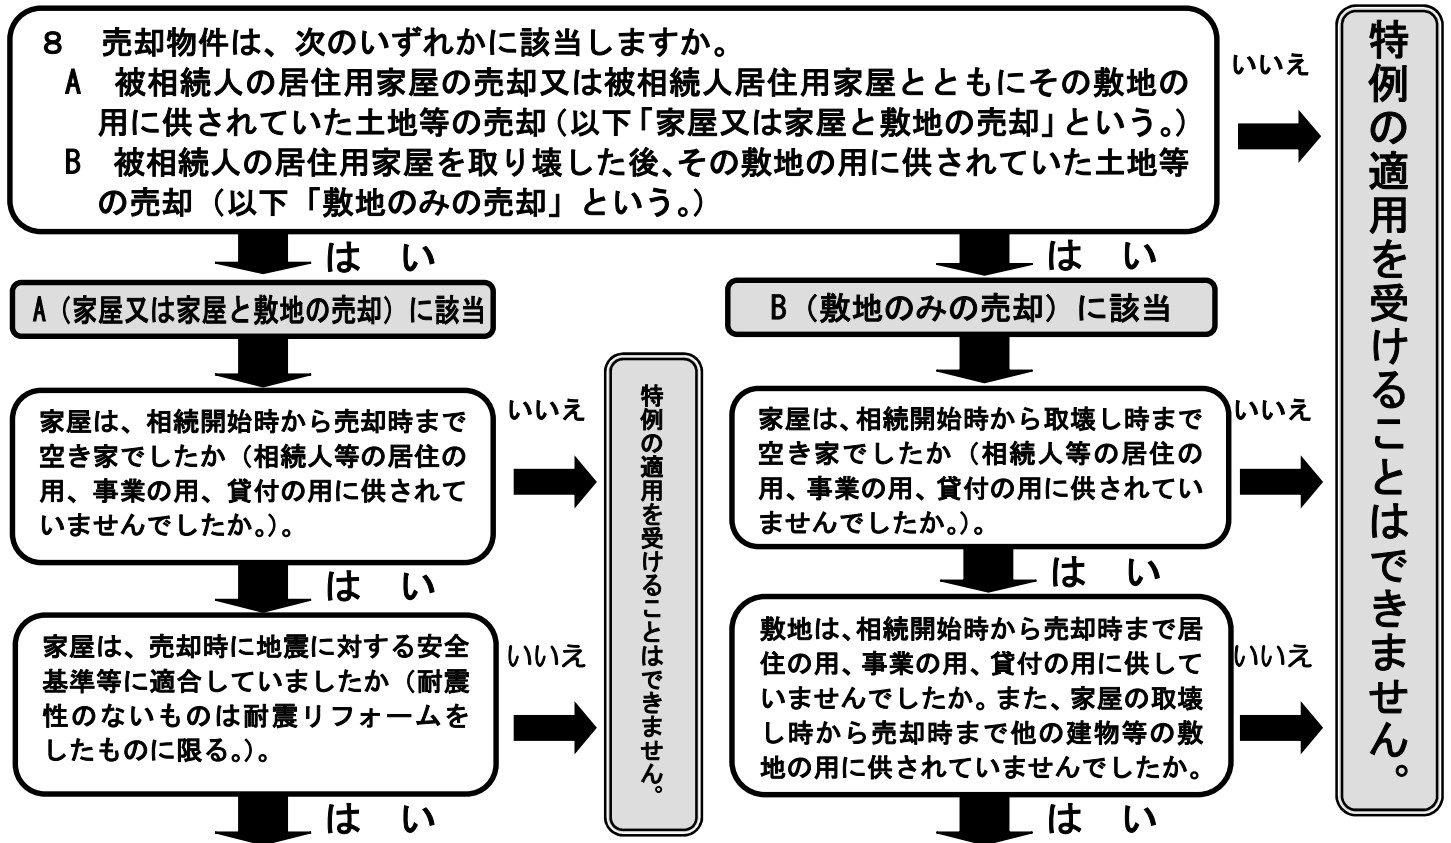 ８　売却物件は、次のいずれかに該当しますか。
A　被相続人の居住用家屋の売却又は被相続人居住用家屋とともにその敷地の
用に供されていた土地等の売却（以下「家屋又は家屋と敷地の売却」という。）
B　被相続人の居住用家屋を取り壊した後、その敷地の用に供されていた土地等
の売却（以下「敷地のみの売却」という。）
いいえ
特例の適用を受けることはできません。
は　い
は　い
A（家屋又は家屋と敷地の売却）に該当
B（敷地のみの売却）に該当
家屋は、相続開始時から売却時まで
空き家でしたか（相続人等の居住の
用、事業の用、貸付の用に供されて
いませんでしたか。）。
いいえ
特例の適用を受けることはできません。
家屋は、相続開始時から取壊し時まで
空き家でしたか（相続人等の居住の
用、事業の用、貸付の用に供されてい
ませんでしたか。）。
いいえ
は　い
は　い
家屋は、売却時に地震に対する安全
基準等に適合していましたか（耐震
性のないものは耐震リフォームを
したものに限る。）。
いいえ
敷地は、相続開始時から売却時まで居
住の用、事業の用、貸付の用に供して
いませんでしたか。また、家屋の取壊
し時から売却時まで他の建物等の敷
地の用に供されていませんでしたか。
いいえ
は　い
は　い